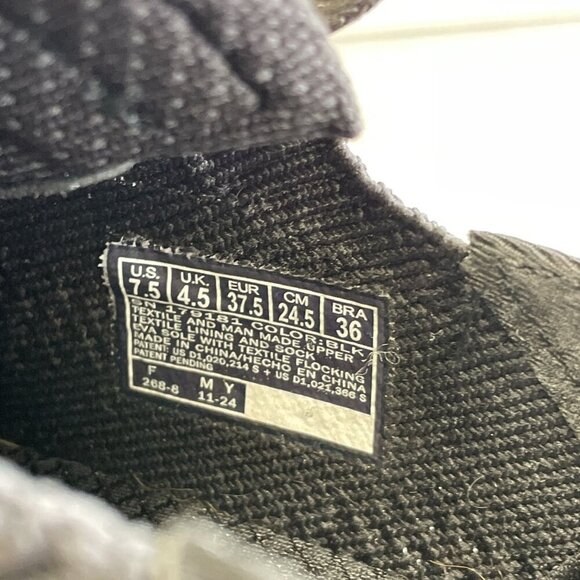 U.S. U.K. EUR CM BRA
7.5 4.5 37.5 24.5 36
SN 179181 COLOR:BLK
TEXTILE AND MAN MADE UPPER
TEXTILE LINING AND SOCK
EVA SOLE WITH TEXTILE FLOCKING
MADE IN CHINA/HECHO EN CHINA
PATENT US D1,020,214 S + US D1,021,366 S
PATENT PENDING
F M Y
268-8 11-24